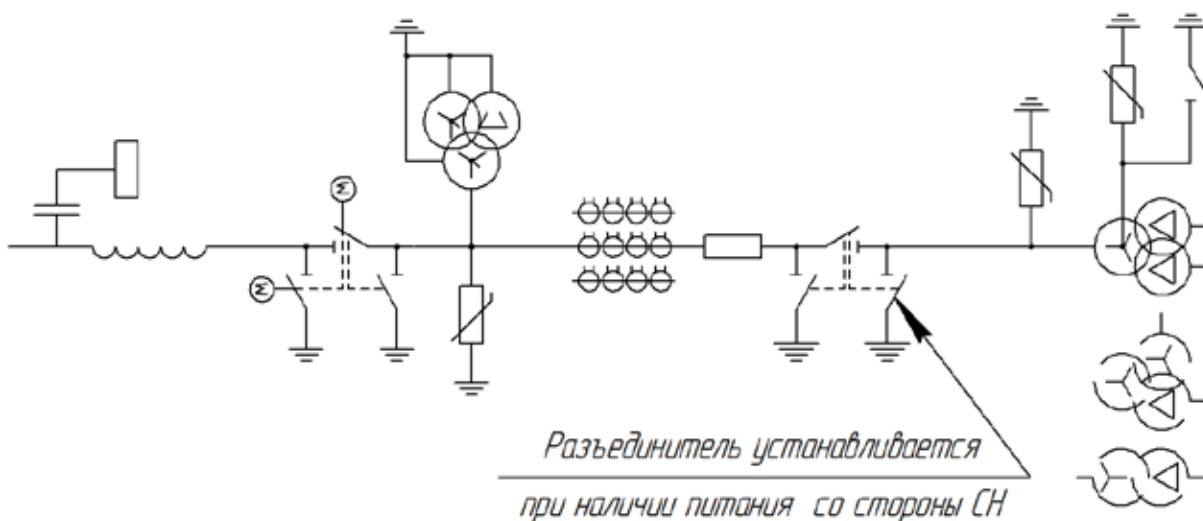 М
М
Разъединитель устанавливается
при наличии питания со стороны СН